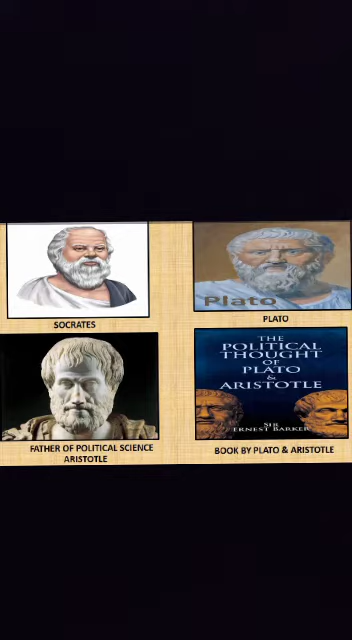 Plato
SOCRATES
PLATO
THE
POLITICAL
THOUGHT
OF
PLATO
&
ARISTOTLE
SIR
ERNEST BARKER
FATHER OF POLITICAL SCIENCE
ARISTOTLE
BOOK BY PLATO & ARISTOTLE